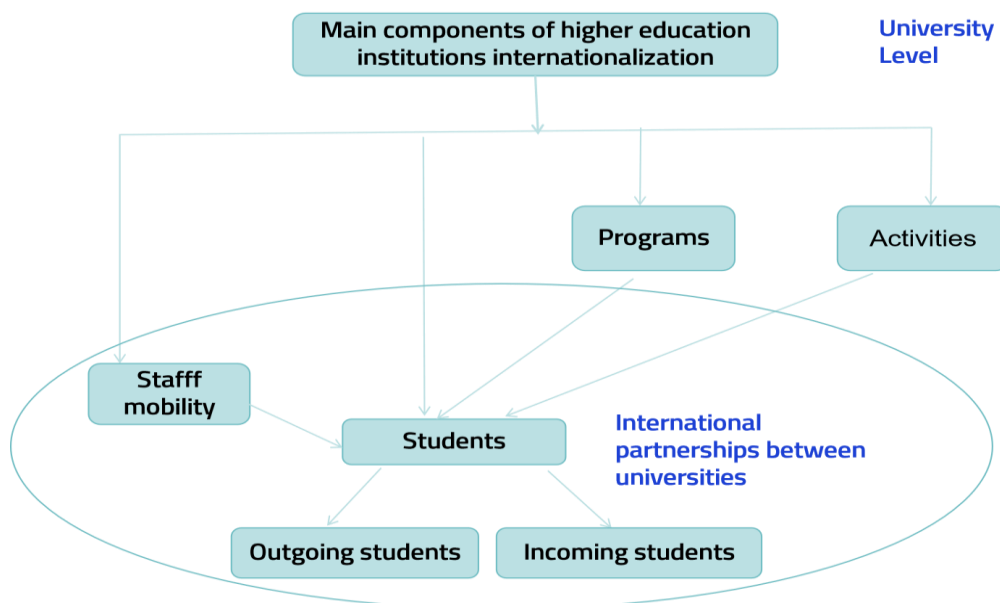 Main components of higher education
institutions internationalization
University
Level
Programs
Activities
Stafff
mobility
Students
International
partnerships between
universities
Outgoing students
Incoming students